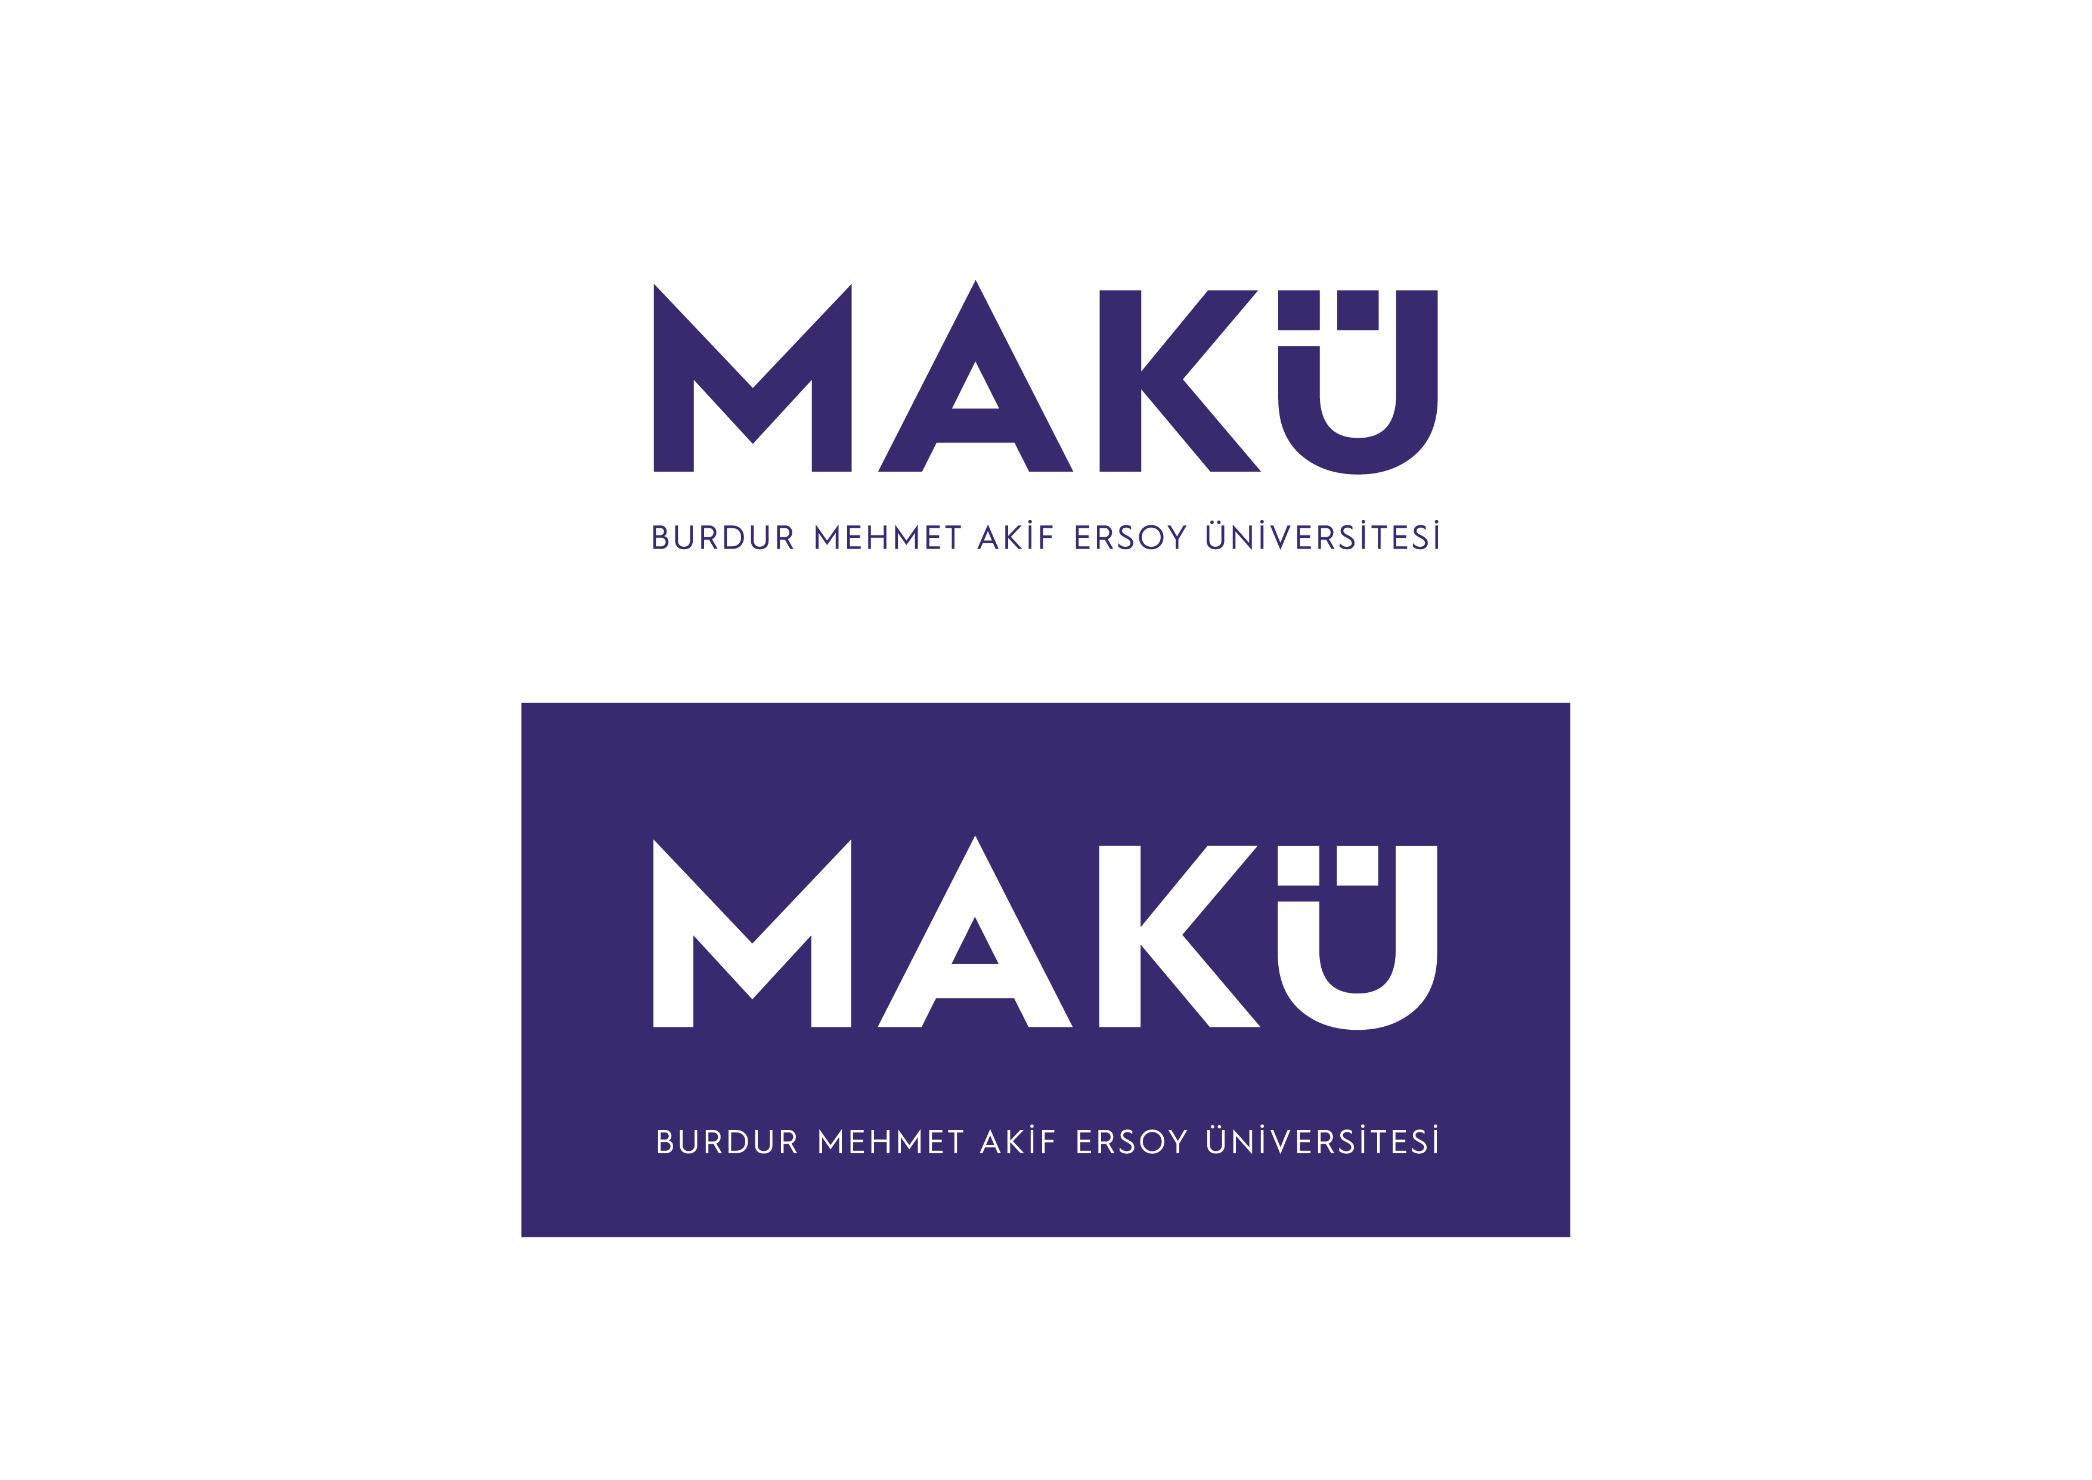 MAKÜ
BURDUR MEHMET AKİF ERSOY ÜNİVERSİTESİ
MAKÜ
BURDUR MEHMET AKİF ERSOY ÜNİVERSİTESİ